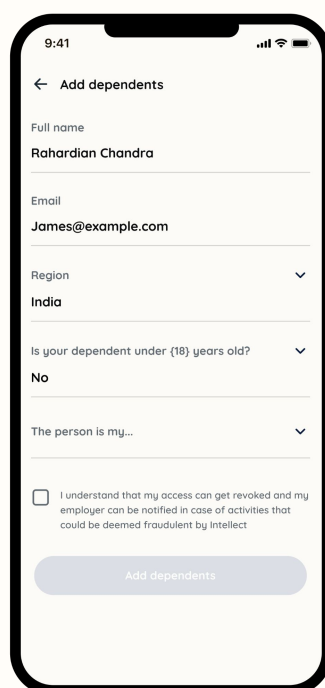 9:41
Add dependents
Full name
Rahardian Chandra
Email
James@example.com
Region
India
Is your dependent under {18} years old?
No
The person is my...
I understand that my access can get revoked and my
employer can be notified in case of activities that
could be deemed fraudulent by Intellect
Add dependents